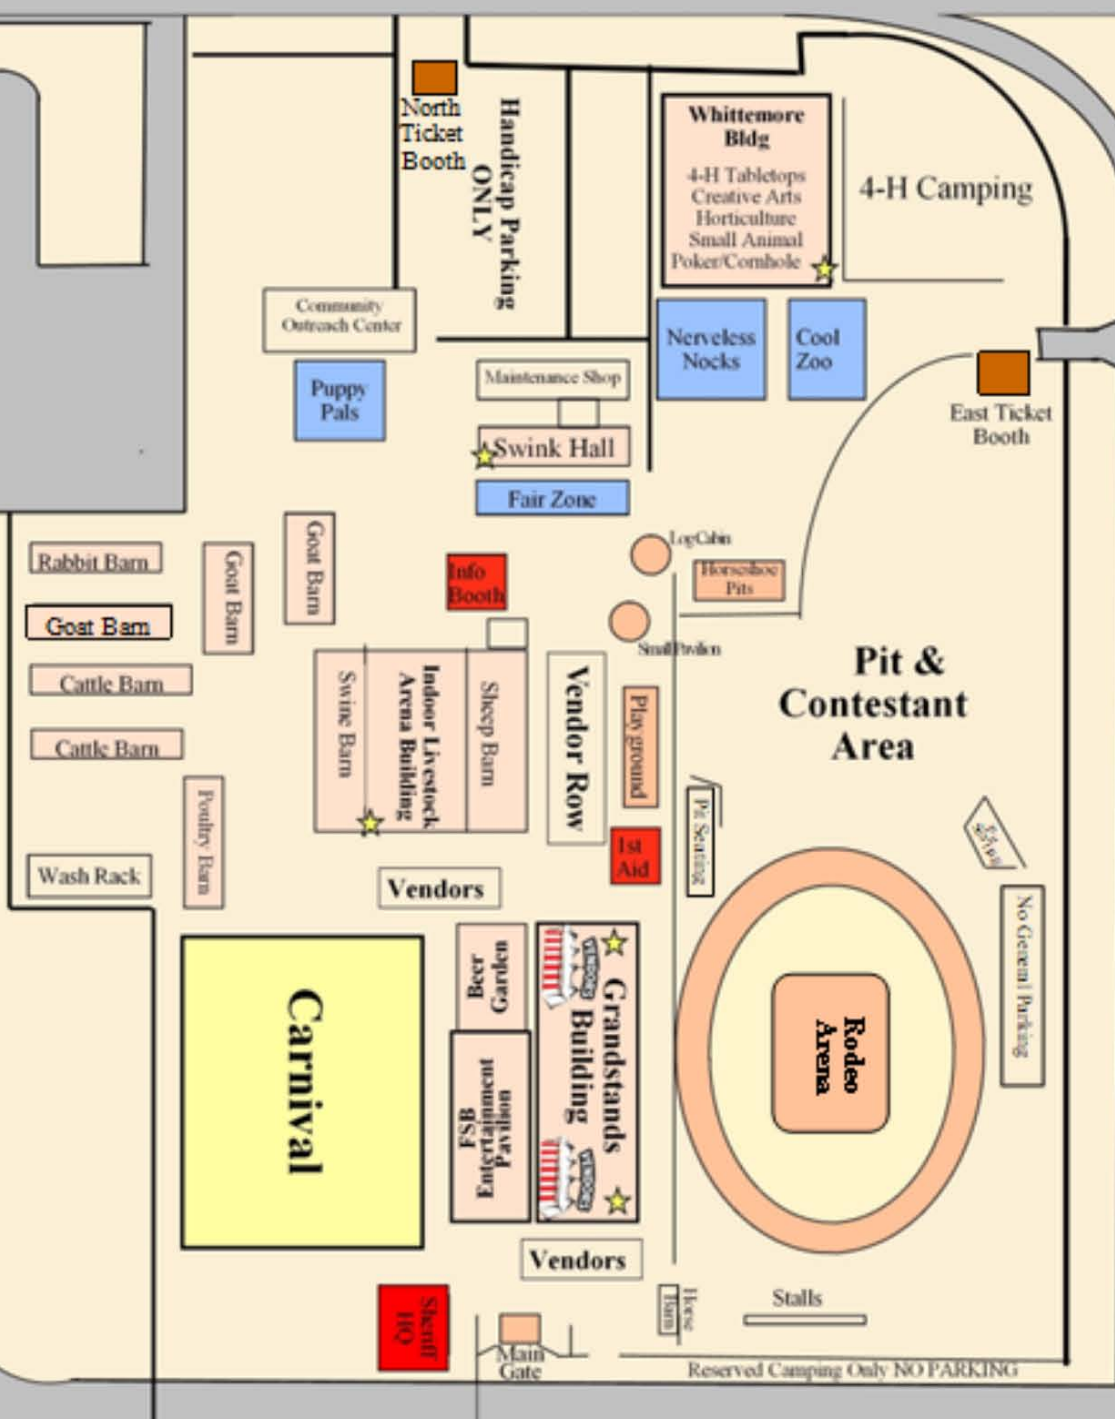 North
Ticket
Booth
Handicap Parking
ONLY
Whittemore
Bldg
4-H Tabletops
Creative Arts
Horticulture
Small Animal
Poker/Cornhole
4-H Camping
Community
Outreach Center
Puppy
Pals
Maintenance Shop
Swink Hall
Fair Zone
Nerveless
Nocks
Cool
Zoo
East Ticket
Booth
Rabbit Barn
Goat Barn
Goat Barn
Goat Barn
Cattle Barn
Cattle Barn
Poultry Barn
Wash Rack
Info
Booth
Log Cabin
Horseshoe
Pits
Small Pavilion
Swine Barn
Indoor Livestock
Arena Building
Sheep Barn
Vendor Row
Playground
1st
Aid
Pit &
Contestant
Area
Pit Seating
No General Parking
Vendors
Carnival
Beer
Garden
FSB
Entertainment
Pavilion
Grandstands
Building
VENDORS
VENDORS
Rodeo
Arena
Vendors
Sheriff
HQ
Main
Gate
Horse
Barn
Stalls
Reserved Camping Only NO PARKING